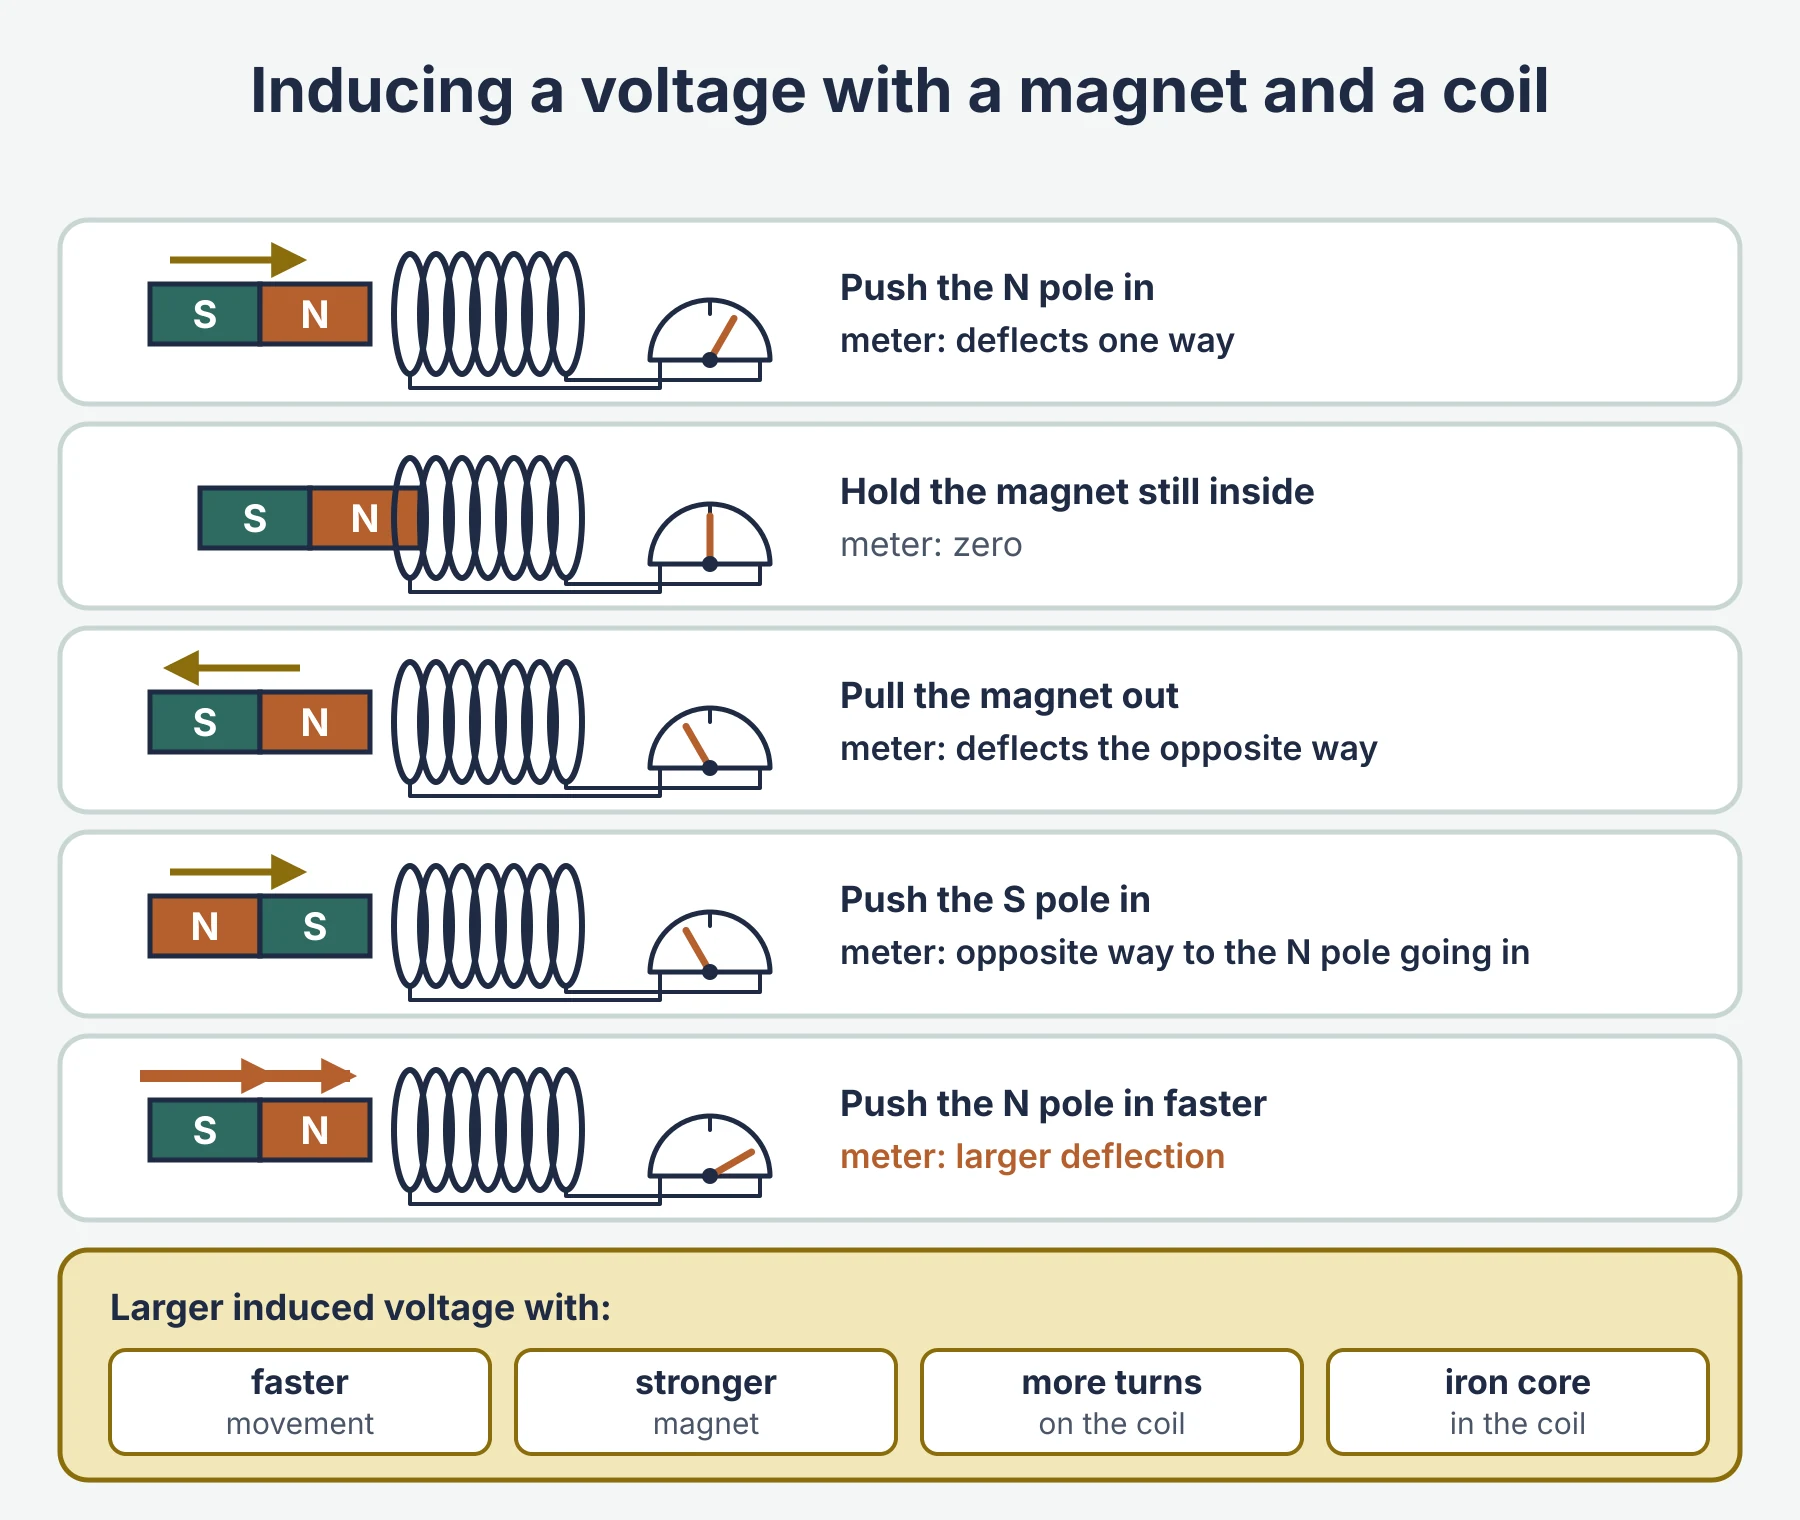 Inducing a voltage with a magnet and a coil
S N
Push the N pole in
meter: deflects one way
S N
Hold the magnet still inside
meter: zero
S N
Pull the magnet out
meter: deflects the opposite way
N S
Push the S pole in
meter: opposite way to the N pole going in
S N
Push the N pole in faster
meter: larger deflection
Larger induced voltage with:
faster
movement
stronger
magnet
more turns
on the coil
iron core
in the coil